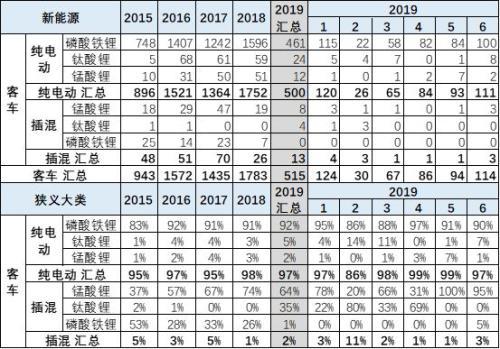 新能源 2015 2016 2017 2018 2019汇总 2019
1 2 3 4 5 6
客车 纯电动 磷酸铁锂 748 1407 1242 1596 461 115 22 58 82 84 100
钛酸锂 5 68 61 59 24 5 4 7 0 1 8
锰酸锂 10 31 50 51 12 1 0 1 2 7 2
纯电动 汇总 896 1521 1364 1752 500 120 26 65 84 93 111
插混 锰酸锂 18 29 47 19 8 3 1 1 0 1 3
钛酸锂 1 1 0 0 4 1 3 0 0 0 0
磷酸铁锂 25 14 23 7 0 0 0 0 0 0 0
插混 汇总 48 51 70 26 13 4 3 1 1 1 3
客车 汇总 943 1572 1435 1783 515 124 30 67 86 94 114
狭义大类 2015 2016 2017 2018 2019汇总 2019
1 2 3 4 5 6
客车 纯电动 磷酸铁锂 83% 92% 91% 91% 92% 95% 86% 88% 97% 91% 90%
钛酸锂 1% 4% 4% 3% 5% 4% 14% 11% 0% 1% 7%
锰酸锂 1% 2% 4% 3% 2% 1% 0% 1% 3% 7% 1%
纯电动 汇总 95% 97% 95% 98% 97% 97% 86% 98% 99% 99% 97%
插混 锰酸锂 37% 57% 67% 74% 64% 78% 20% 66% 31% 100% 95%
钛酸锂 2% 1% 0% 0% 35% 22% 80% 33% 69% 0% 0%
磷酸铁锂 53% 28% 33% 26% 1% 0% 0% 0% 0% 0% 5%
插混 汇总 5% 3% 5% 1% 2% 3% 11% 2% 1% 1% 3%